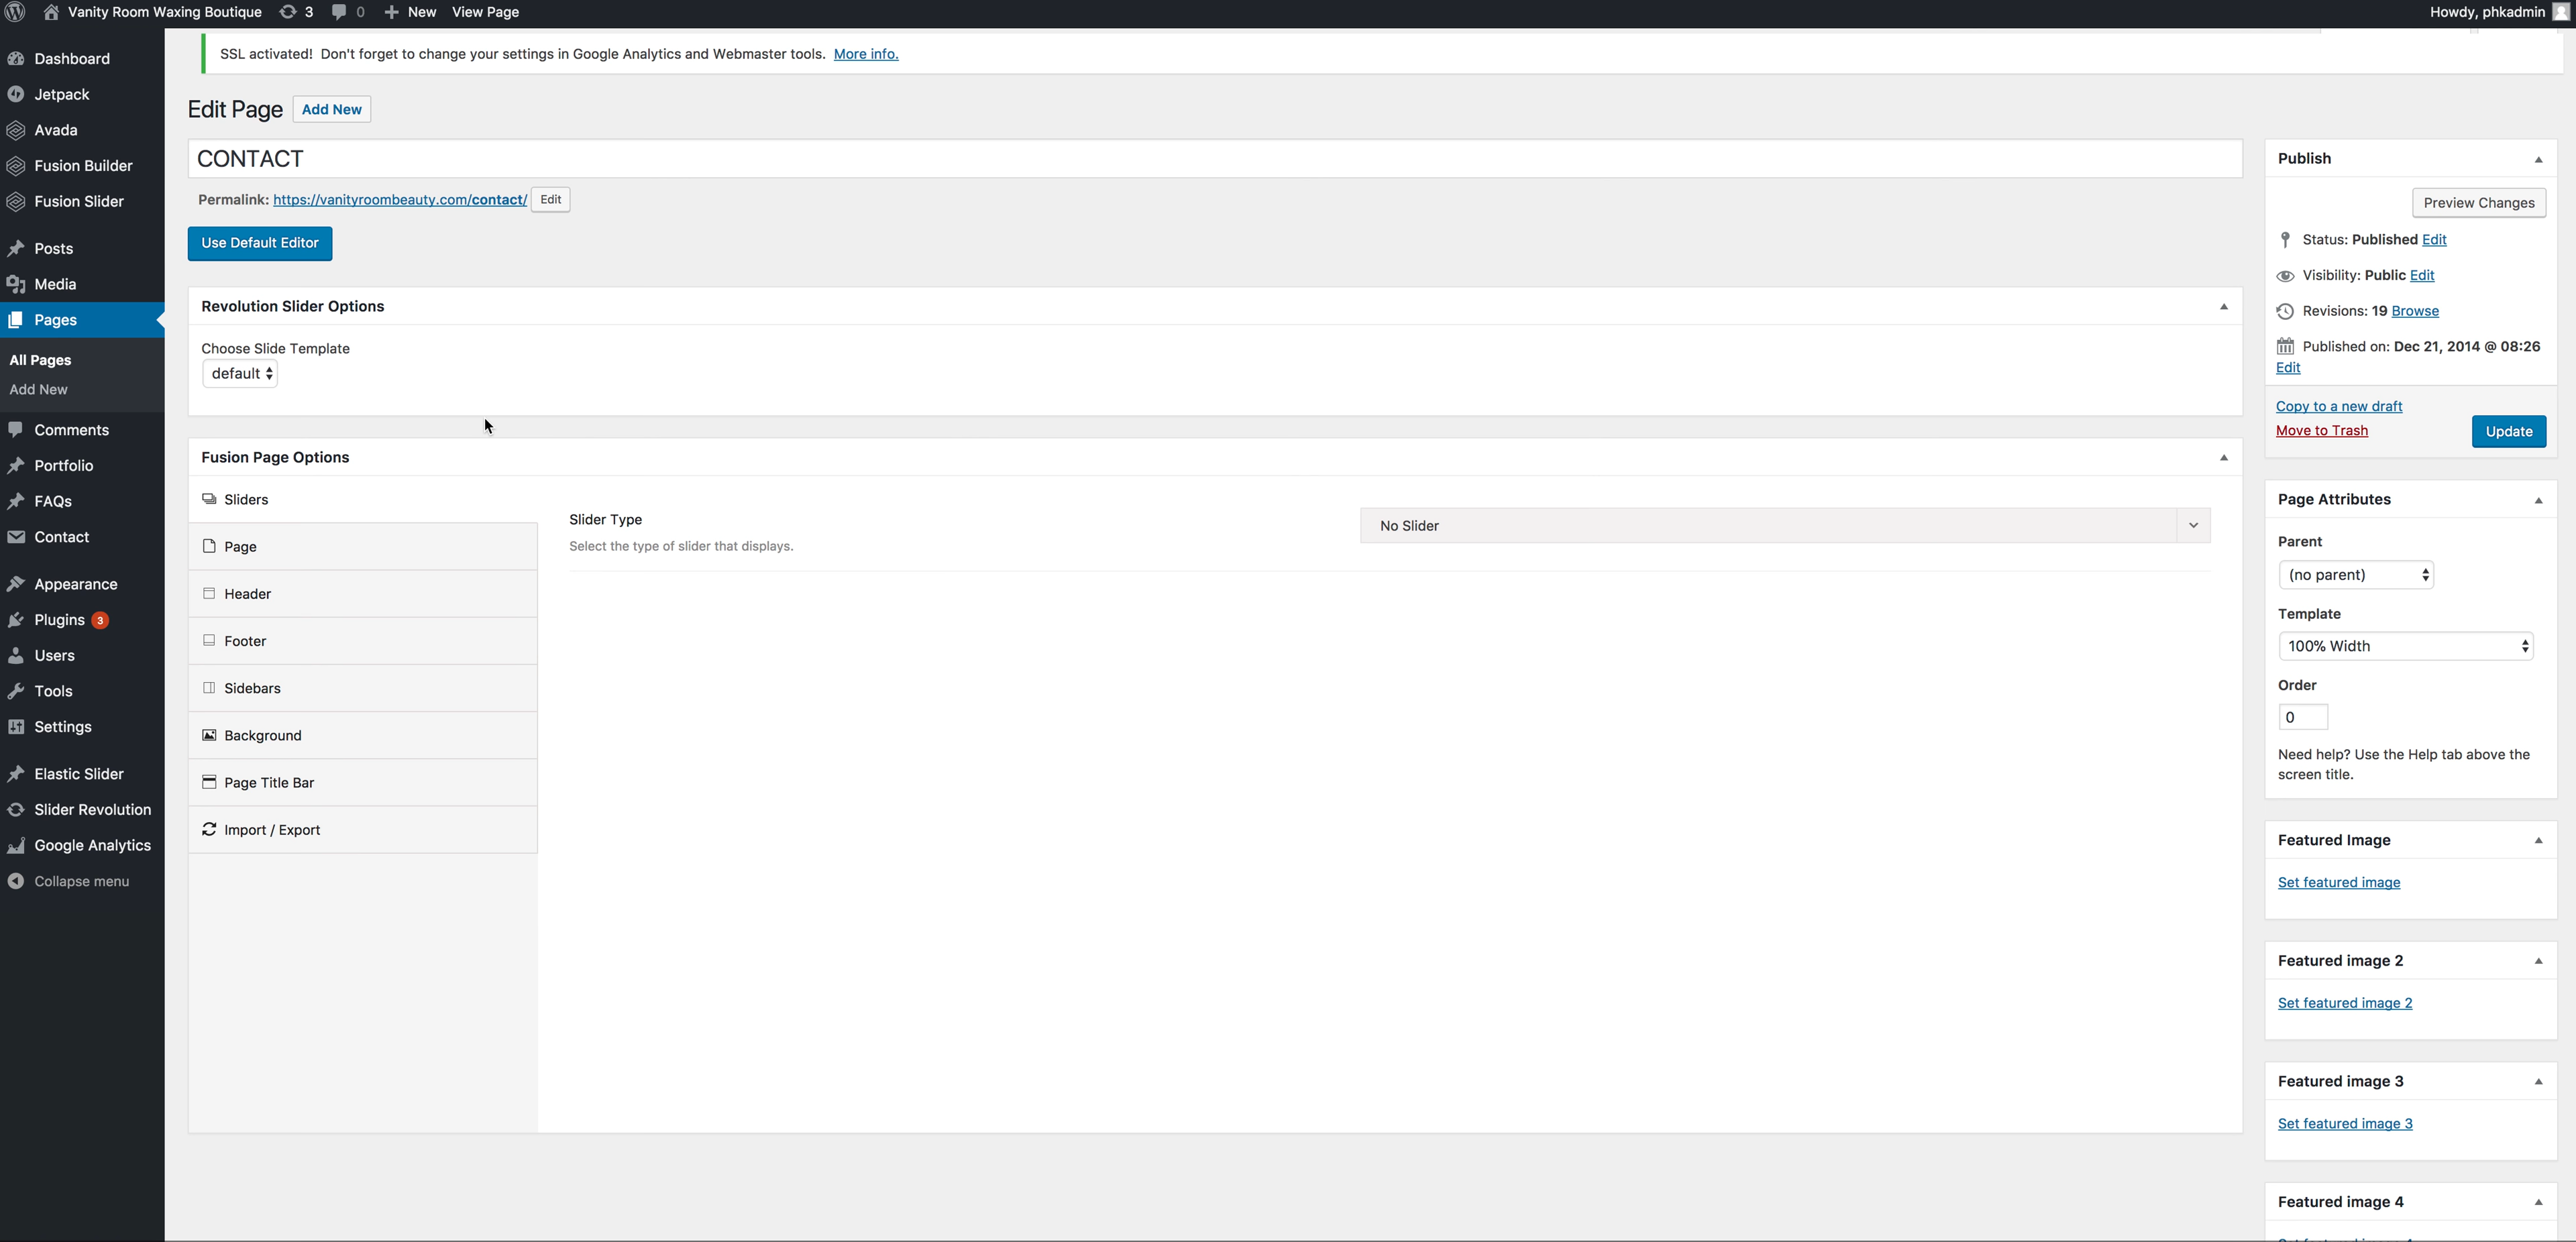 Vanity Room Waxing Boutique 3 0 New View Page Howdy, phkadmin
Dashboard
Jetpack
Avada
Fusion Builder
Fusion Slider
Posts
Media
Pages
All Pages
Add New
Comments
Portfolio
FAQs
Contact
Appearance
Plugins 3
Users
Tools
Settings
Elastic Slider
Slider Revolution
Google Analytics
Collapse menu
SSL activated! Don't forget to change your settings in Google Analytics and Webmaster tools. More info.
Edit Page Add New
CONTACT
Permalink: https://vanityroombeauty.com/contact/ Edit
Use Default Editor
Revolution Slider Options
Choose Slide Template
default
Fusion Page Options
Sliders
Page
Header
Footer
Sidebars
Background
Page Title Bar
Import / Export
Slider Type
Select the type of slider that displays.
No Slider
Publish
Preview Changes
Status: Published Edit
Visibility: Public Edit
Revisions: 19 Browse
Published on: Dec 21, 2014 @ 08:26
Edit
Copy to a new draft
Move to Trash
Update
Page Attributes
Parent
(no parent)
Template
100% Width
Order
0
Need help? Use the Help tab above the
screen title.
Featured Image
Set featured image
Featured image 2
Set featured image 2
Featured image 3
Set featured image 3
Featured image 4